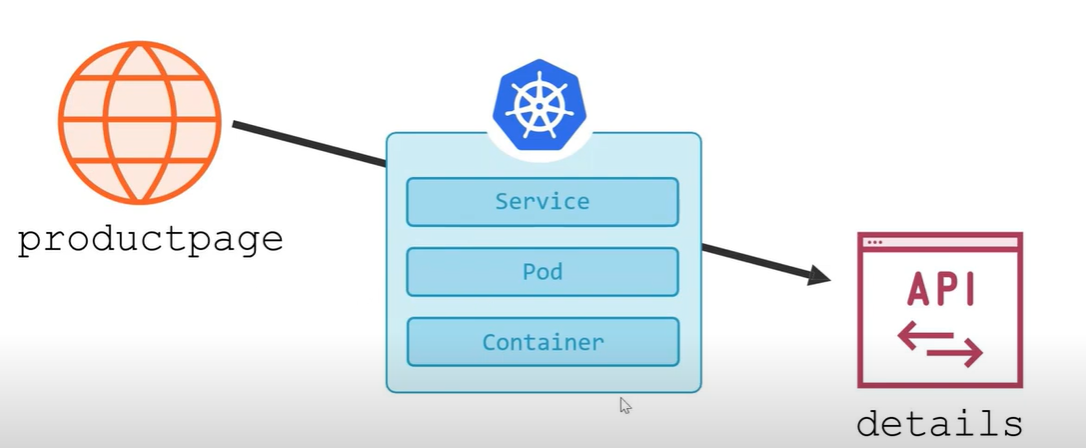 productpage
Service
Pod
Container
API
details